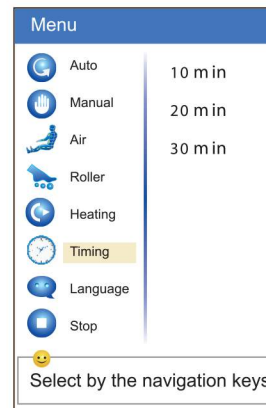 Menu
Auto
Manual
Air
Roller
Heating
Timing
Language
Stop
10 min
20 min
30 min
Select by the navigation keys